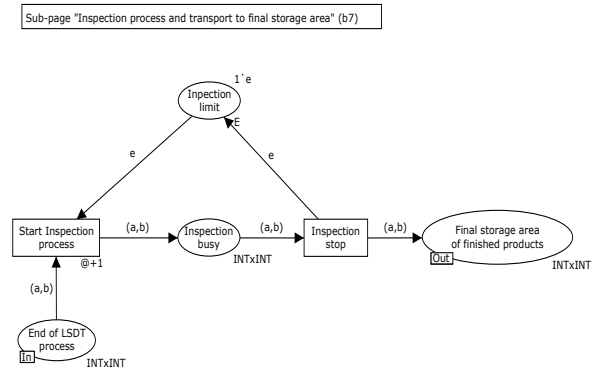 Sub-page "Inspection process and transport to final storage area" (b7)
1`e
Inpection
limit
E
e
e
Start Inspection
process
@+1
(a,b)
Inspection
busy
INTxINT
(a,b)
Inspection
stop
(a,b)
Final storage area
of finished products
Out
INTxINT
(a,b)
End of LSDT
process
In
INTxINT